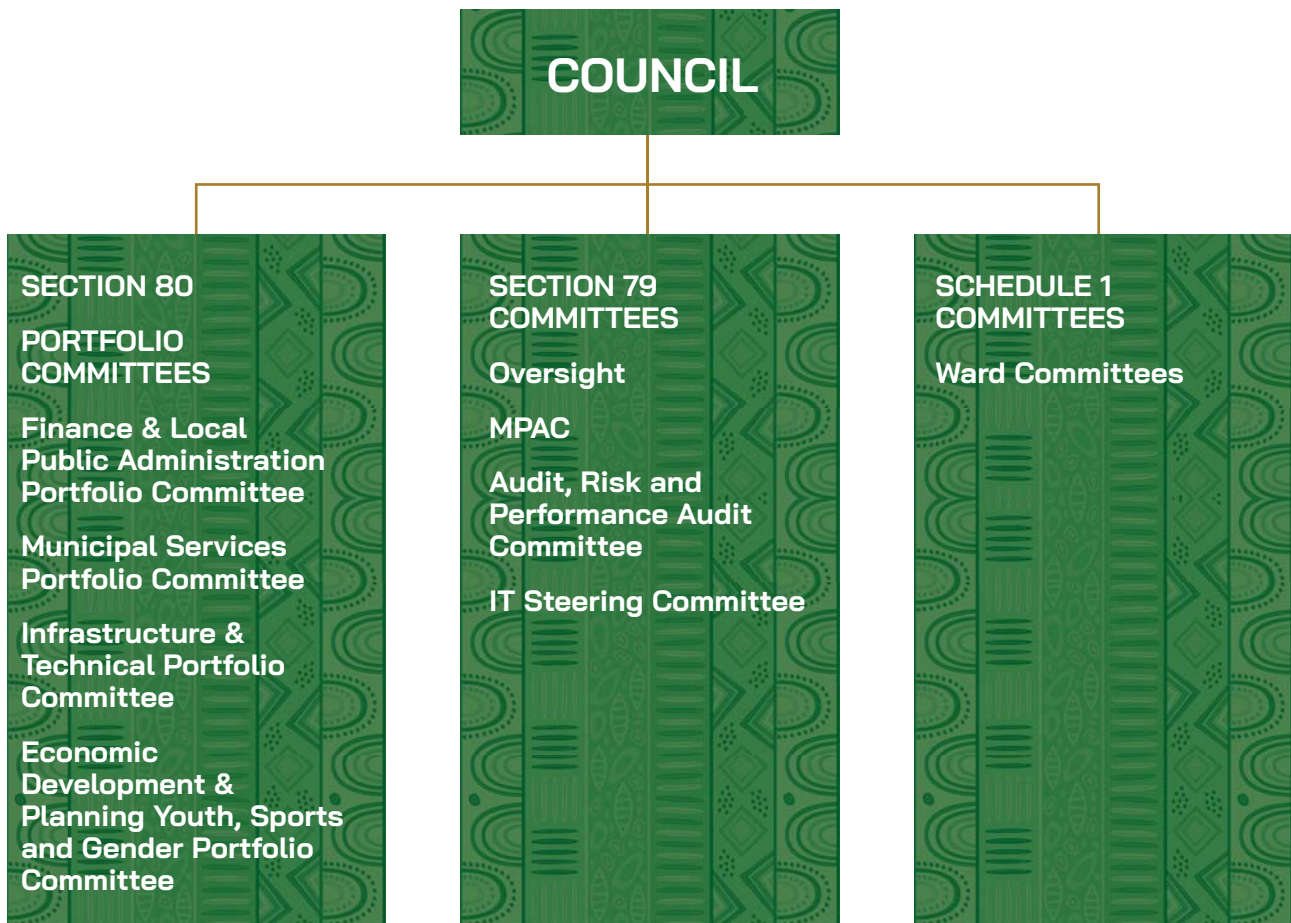 COUNCIL
SECTION 80
PORTFOLIO
COMMITTEES
Finance & Local
Public Administration
Portfolio Committee
Municipal Services
Portfolio Committee
Infrastructure &
Technical Portfolio
Committee
Economic
Development &
Planning Youth, Sports
and Gender Portfolio
Committee
SECTION 79
COMMITTEES
Oversight
MPAC
Audit, Risk and
Performance Audit
Committee
IT Steering Committee
SCHEDULE 1
COMMITTEES
Ward Committees